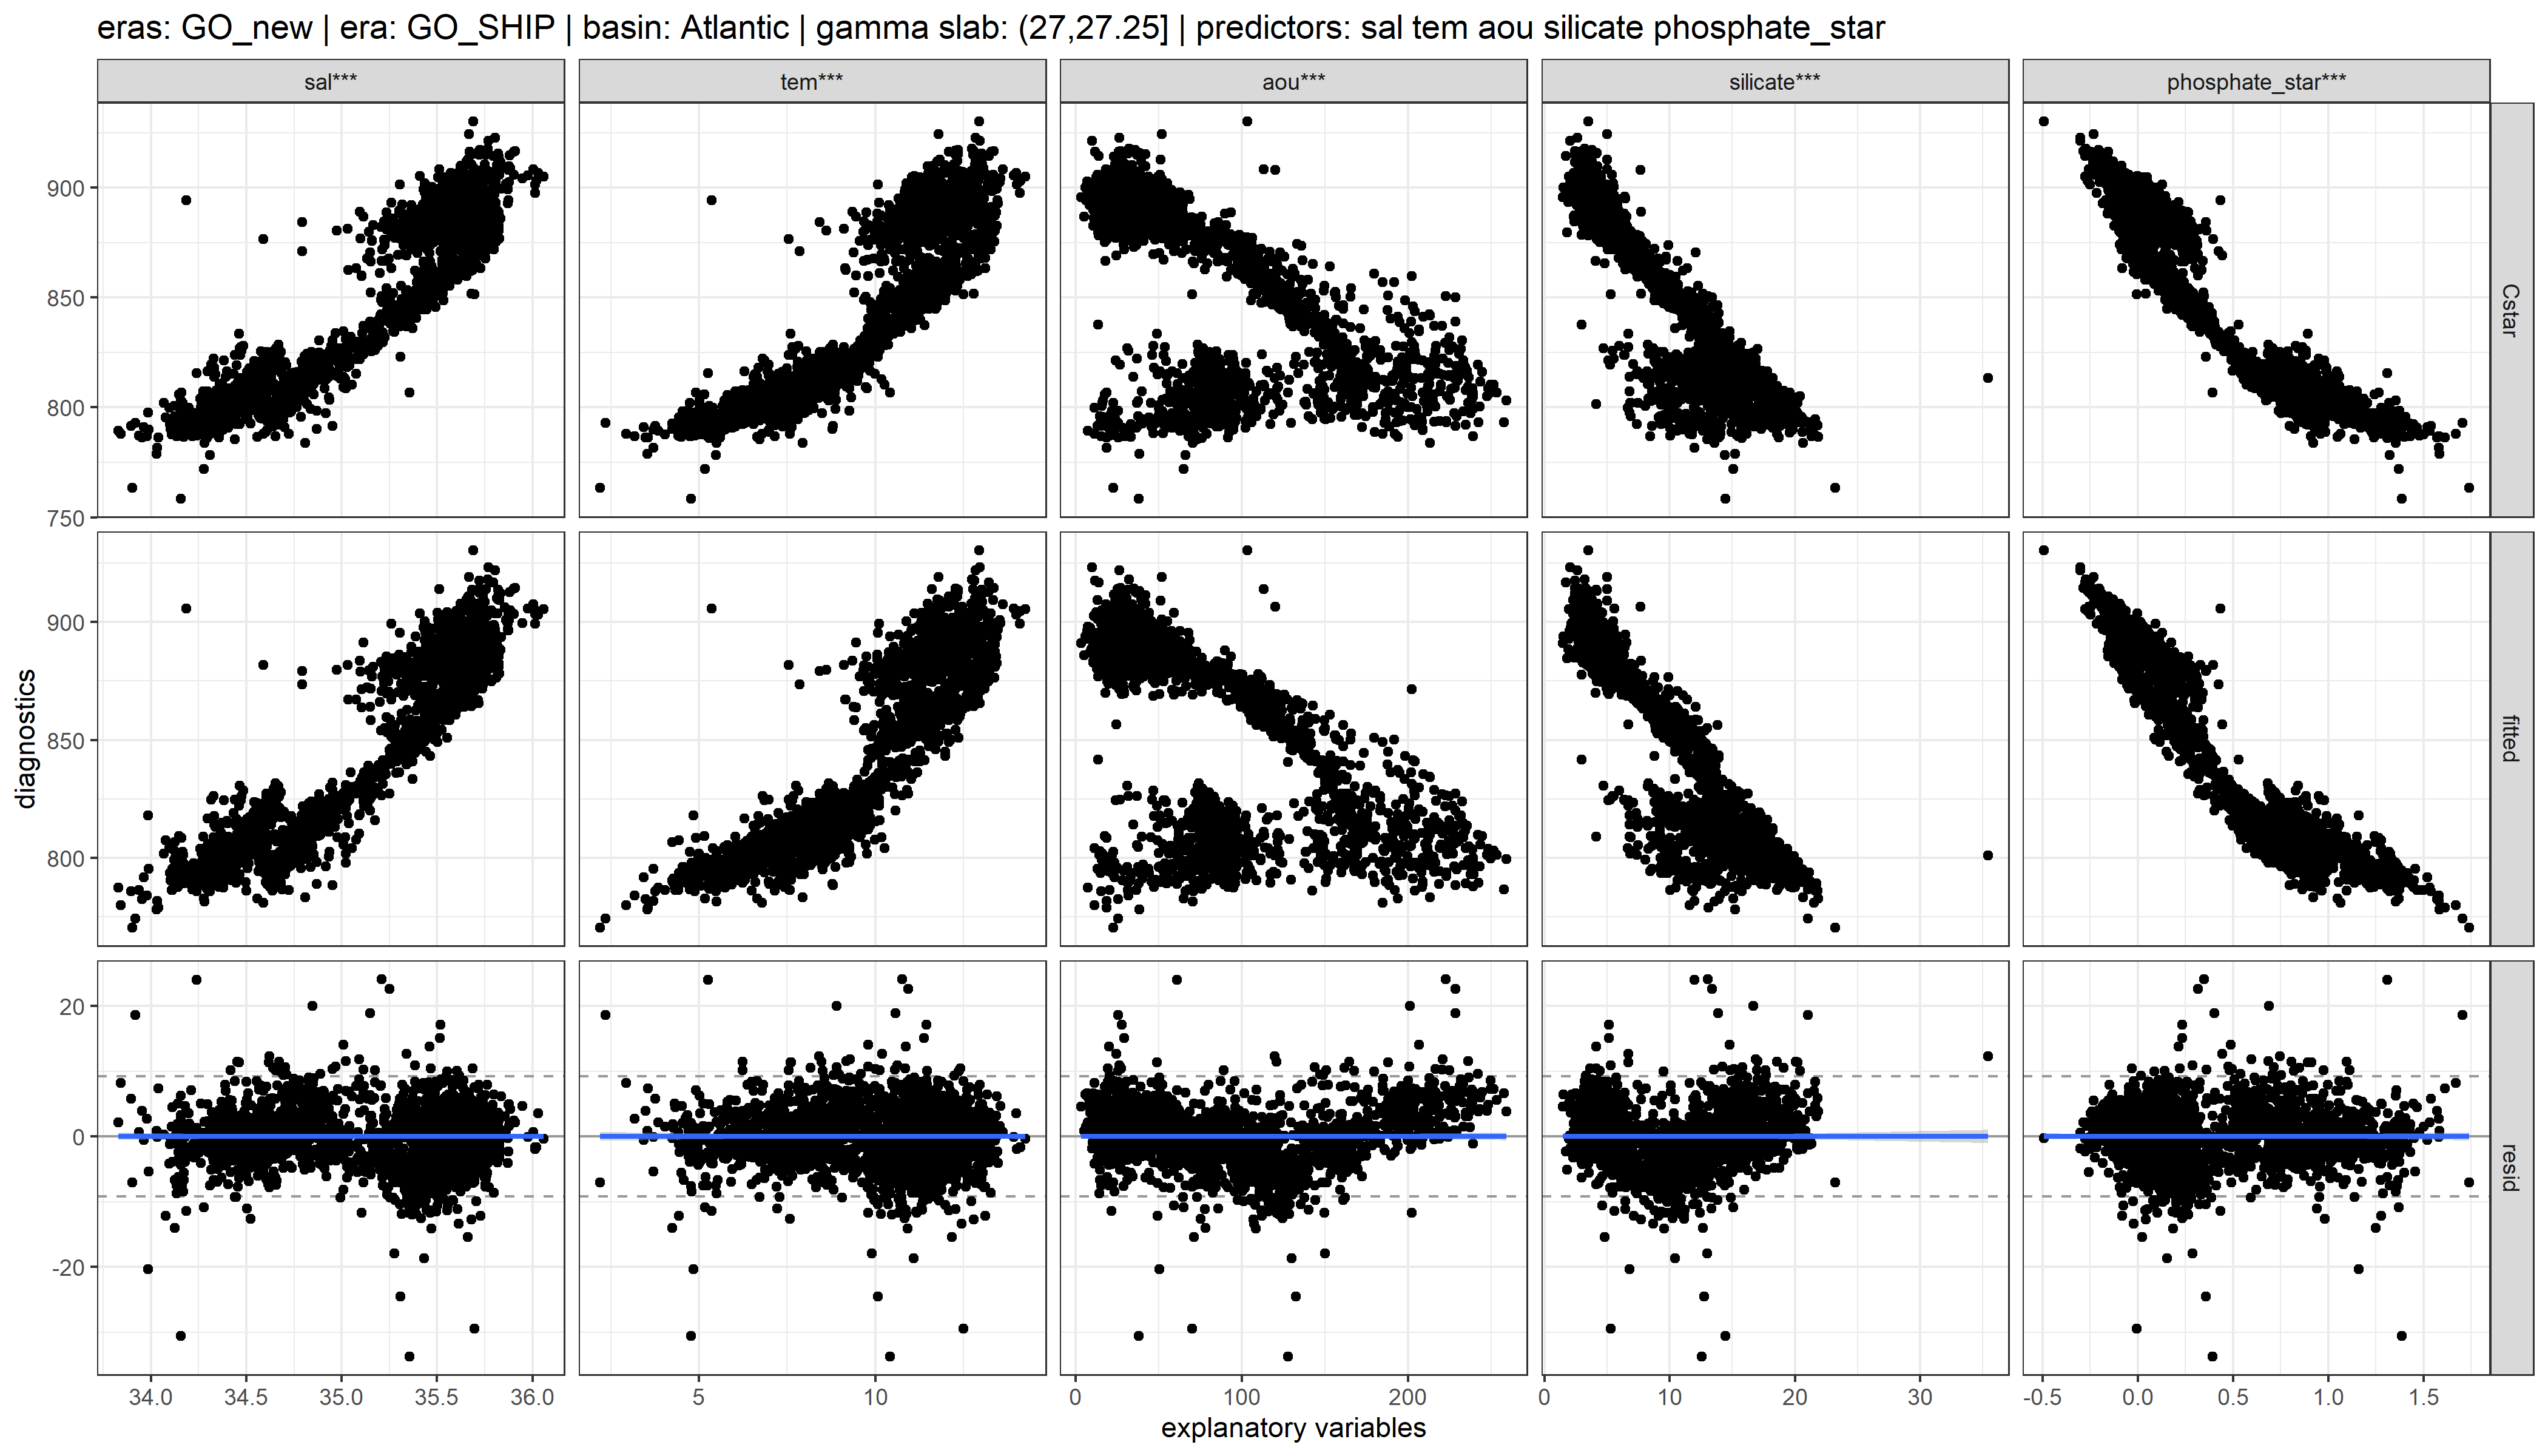 eras: GO_new | era: GO_SHIP | basin: Atlantic | gamma slab: (27,27.25] | predictors: sal tem aou silicate phosphate_star
sal***
tem***
aou***
silicate***
phosphate_star***
900
850
800
750
Cstar
diagnostics
900
850
800
fitted
20
0
-20
resid
34.0 34.5 35.0 35.5 36.0
5 10
0 100 200
0 10 20 30
-0.5 0.0 0.5 1.0 1.5
explanatory variables